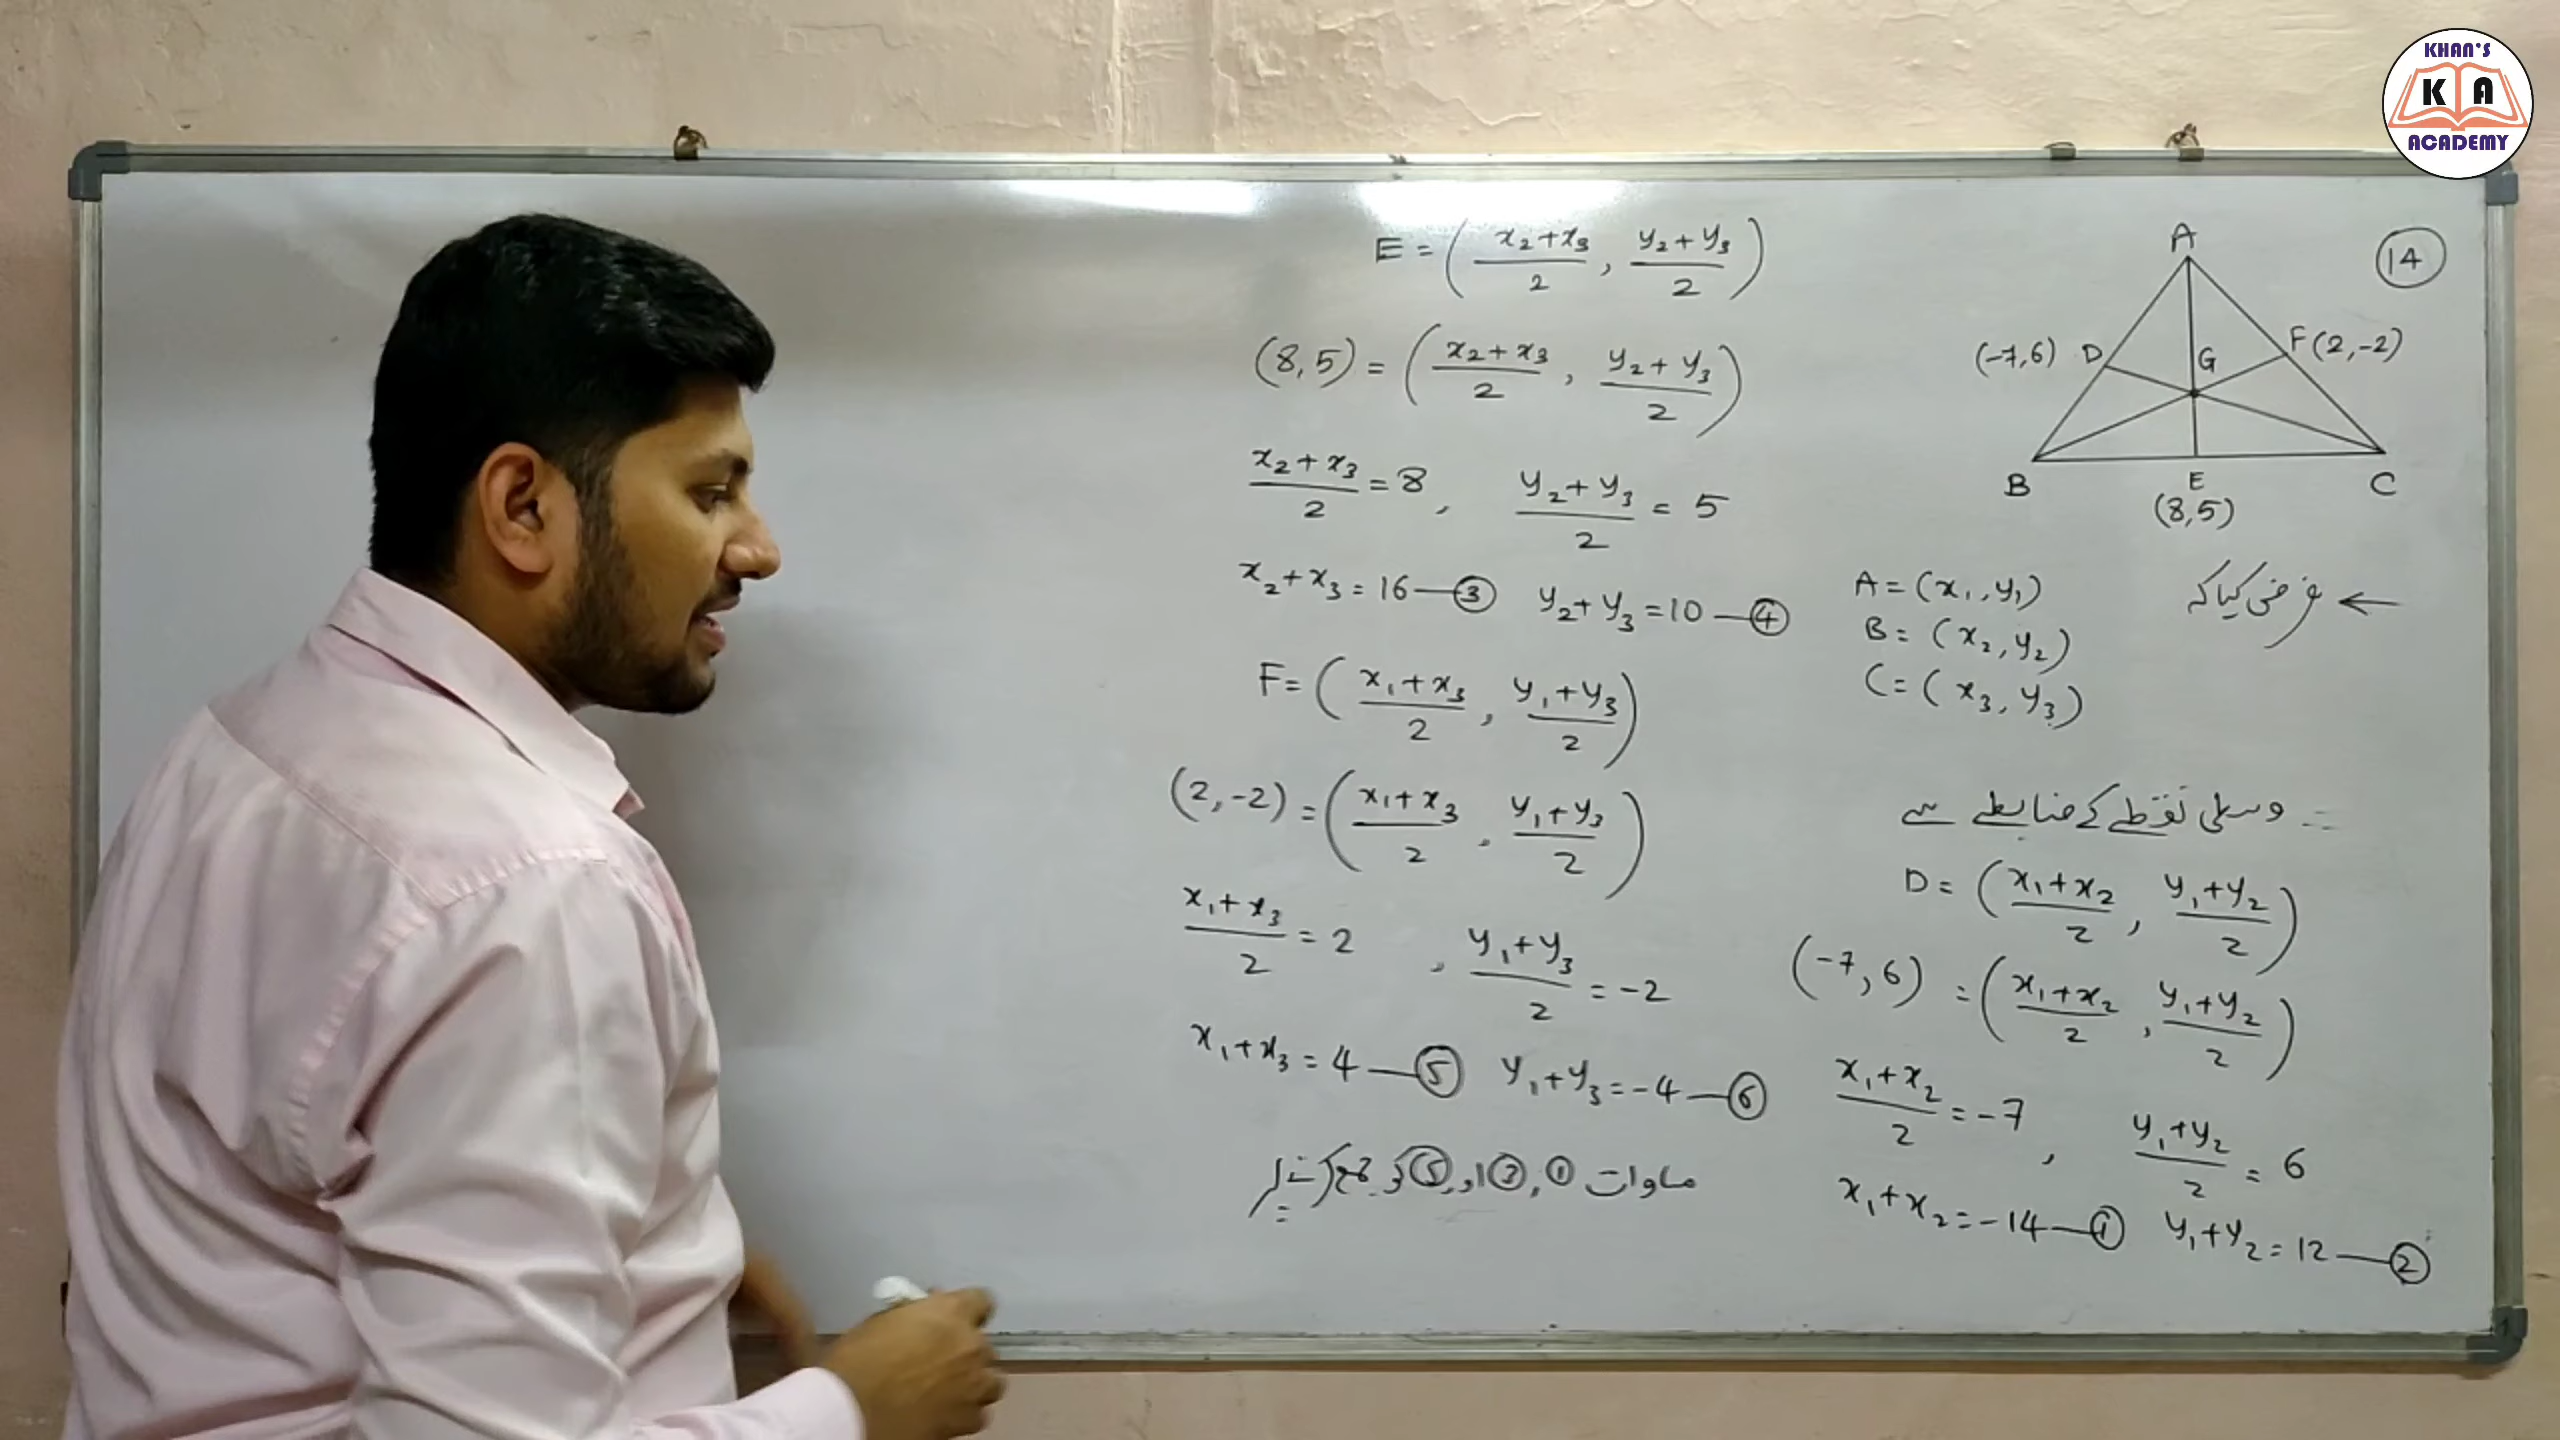 KHAN'S
K A
ACADEMY
14
A
(-7,6) D
G
F(2,-2)
B
E
C
(8,5)
← فرض کیا کہ
A = (x₁, y₁)
B = (x₂, y₂)
C = (x₃, y₃)
∴ وسطی نقطے کے ضابطے سے
D = ( (x₁+x₂)/2 , (y₁+y₂)/2 )
(-7,6) = ( (x₁+x₂)/2 , (y₁+y₂)/2 )
(x₁+x₂)/2 = -7 , (y₁+y₂)/2 = 6
x₁+x₂ = -14 — ① y₁+y₂ = 12 — ②
E = ( (x₂+x₃)/2 , (y₂+y₃)/2 )
(8,5) = ( (x₂+x₃)/2 , (y₂+y₃)/2 )
(x₂+x₃)/2 = 8 , (y₂+y₃)/2 = 5
x₂+x₃ = 16 — ③ y₂+y₃ = 10 — ④
F = ( (x₁+x₃)/2 , (y₁+y₃)/2 )
(2,-2) = ( (x₁+x₃)/2 , (y₁+y₃)/2 )
(x₁+x₃)/2 = 2 , (y₁+y₃)/2 = -2
x₁+x₃ = 4 — ⑤ y₁+y₃ = -4 — ⑥
مساوات ①, ③ اور ⑤ کو جمع کرنے پر